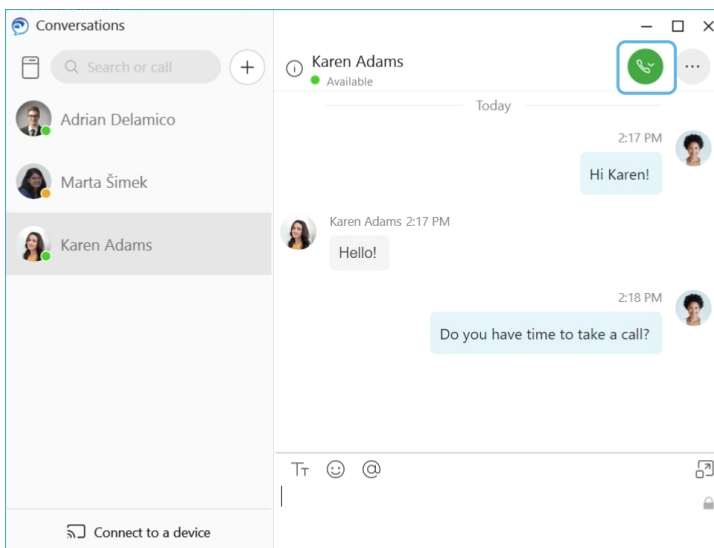 Conversations
Search or call
Adrian Delamico
Marta Šimek
Karen Adams
Connect to a device
Karen Adams
Available
Today
2:17 PM
Hi Karen!
Karen Adams 2:17 PM
Hello!
2:18 PM
Do you have time to take a call?